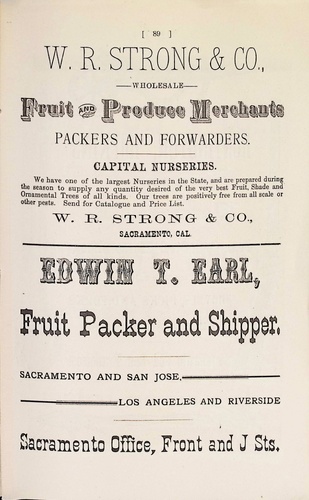 [ 89 ]
W. R. STRONG & CO.,
—WHOLESALE—
Fruit AND Produce Merchants
PACKERS AND FORWARDERS.
CAPITAL NURSERIES.
We have one of the largest Nurseries in the State, and are prepared during
the season to supply any quantity desired of the very best Fruit, Shade and
Ornamental Trees of all kinds. Our trees are positively free from all scale or
other pests. Send for Catalogue and Price List.
W. R. STRONG & CO.,
SACRAMENTO, CAL.
EDWIN T. EARL,
Fruit Packer and Shipper.
SACRAMENTO AND SAN JOSE,
LOS ANGELES AND RIVERSIDE
Sacramento Office, Front and J Sts.